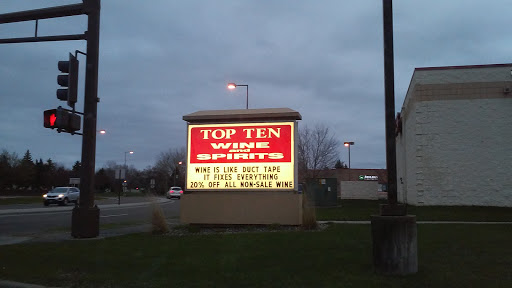 TOP TEN
WINE
and
SPIRITS
WINE IS LIKE DUCT TAPE
IT FIXES EVERYTHING
20% OFF ALL NON-SALE WINE